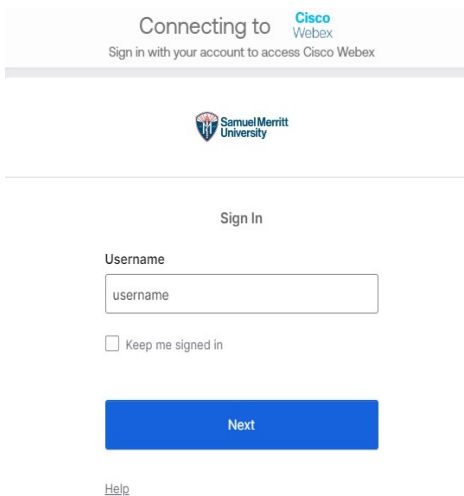 Connecting to Cisco Webex
Sign in with your account to access Cisco Webex
Samuel Merritt
University
Sign In
Username
username
Keep me signed in
Next
Help